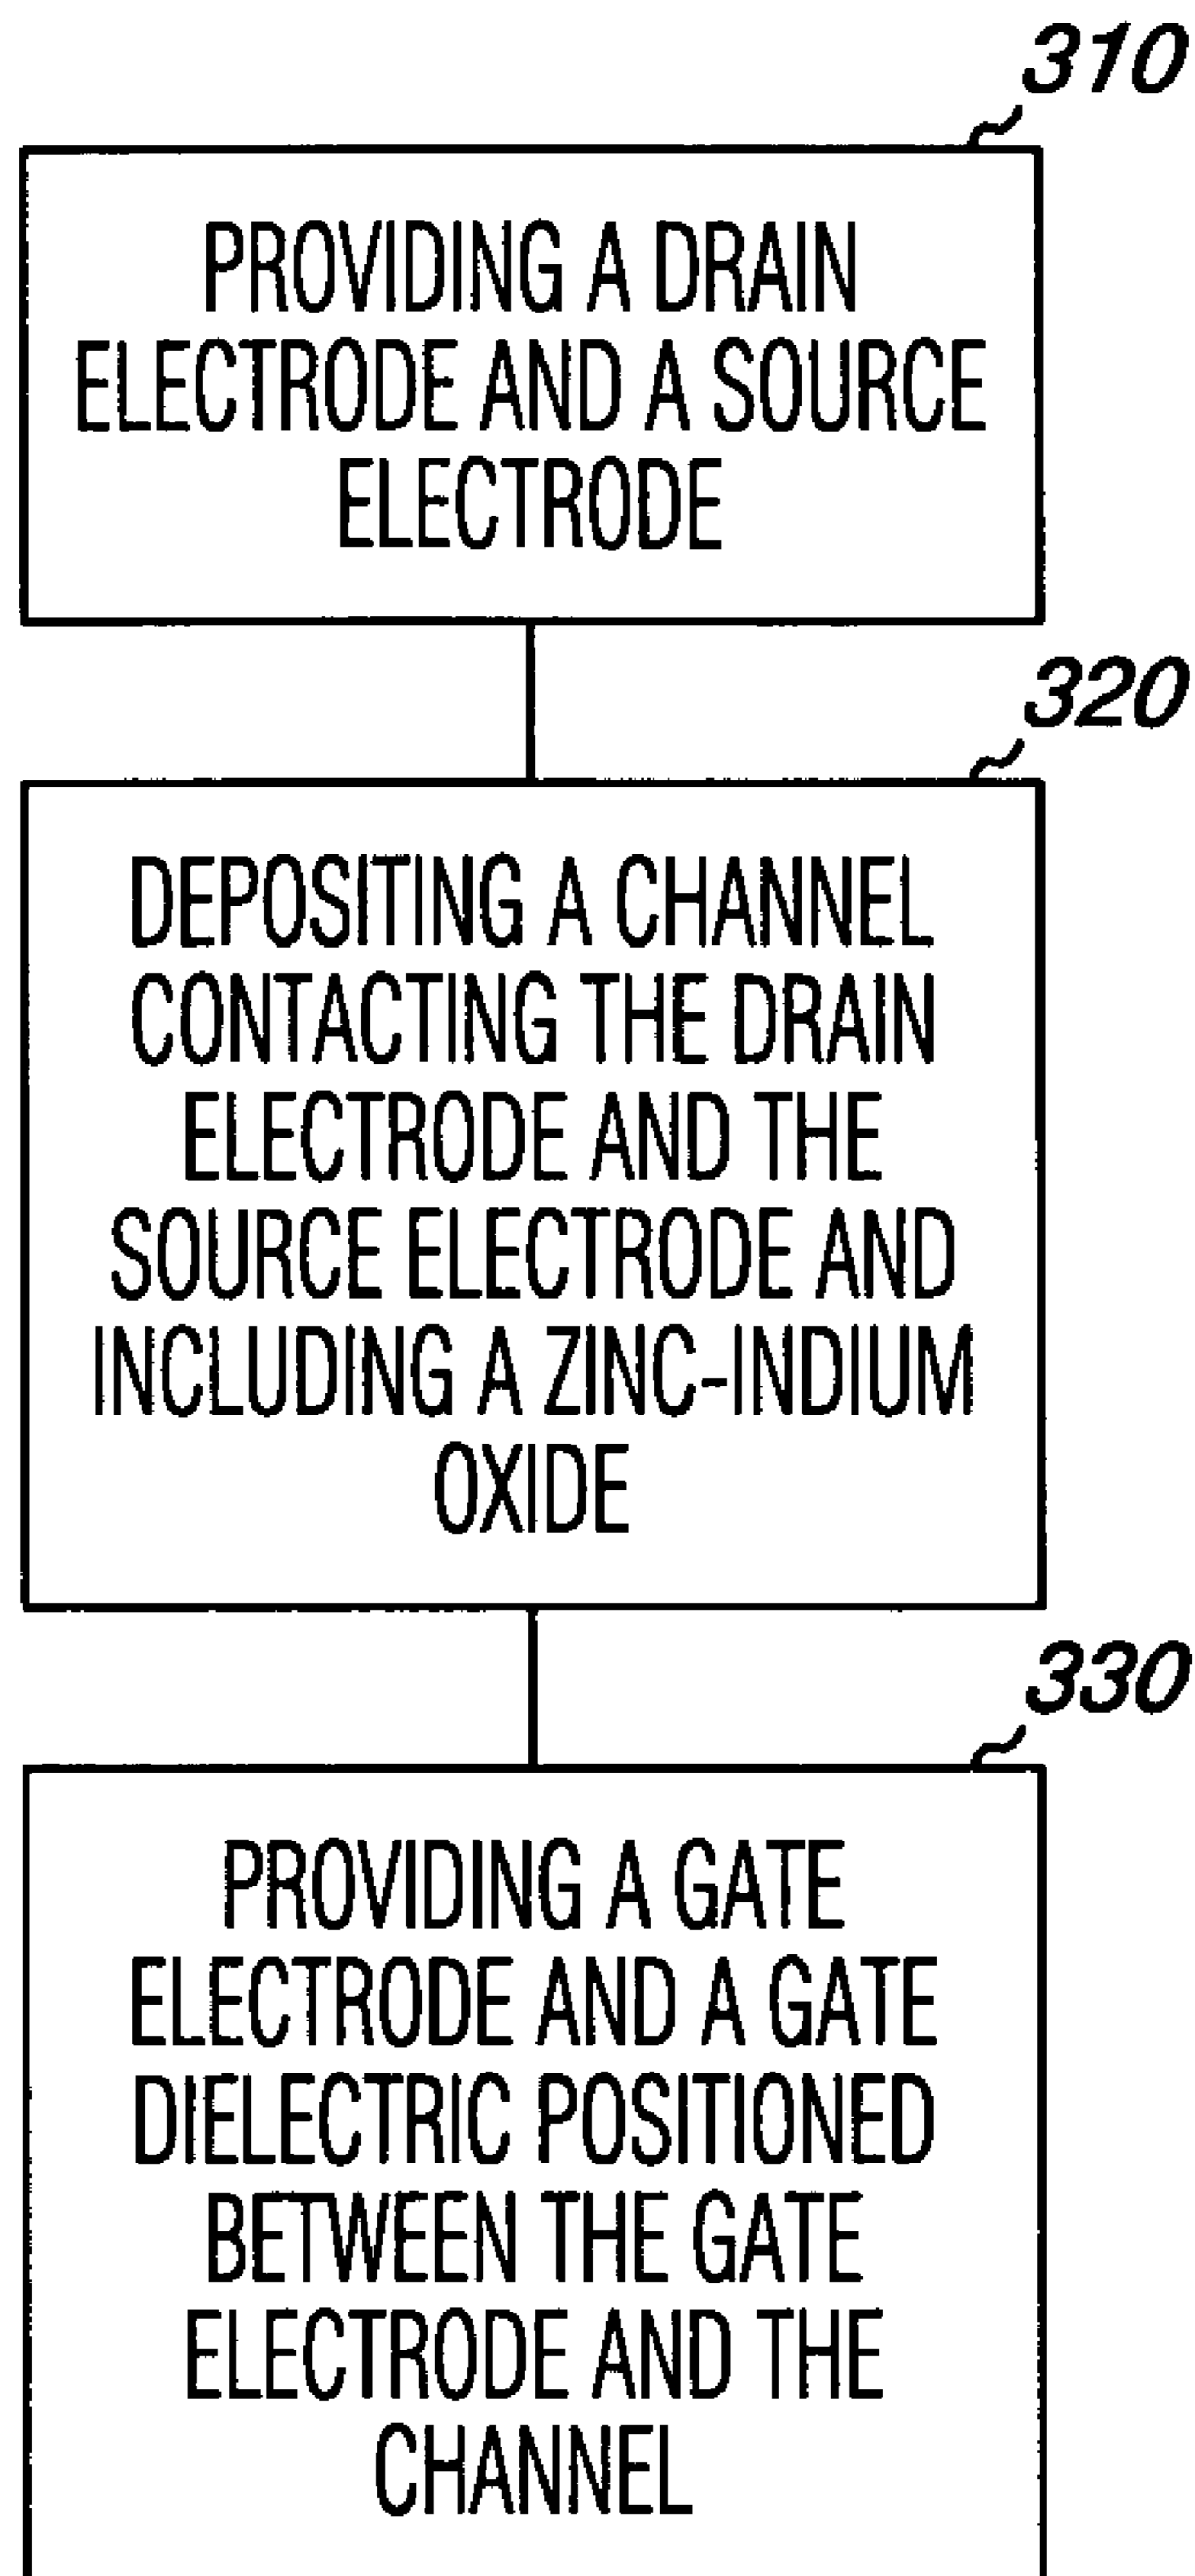 310
PROVIDING A DRAIN
ELECTRODE AND A SOURCE
ELECTRODE
320
DEPOSITING A CHANNEL
CONTACTING THE DRAIN
ELECTRODE AND THE
SOURCE ELECTRODE AND
INCLUDING A ZINC-INDIUM
OXIDE
330
PROVIDING A GATE
ELECTRODE AND A GATE
DIELECTRIC POSITIONED
BETWEEN THE GATE
ELECTRODE AND THE
CHANNEL